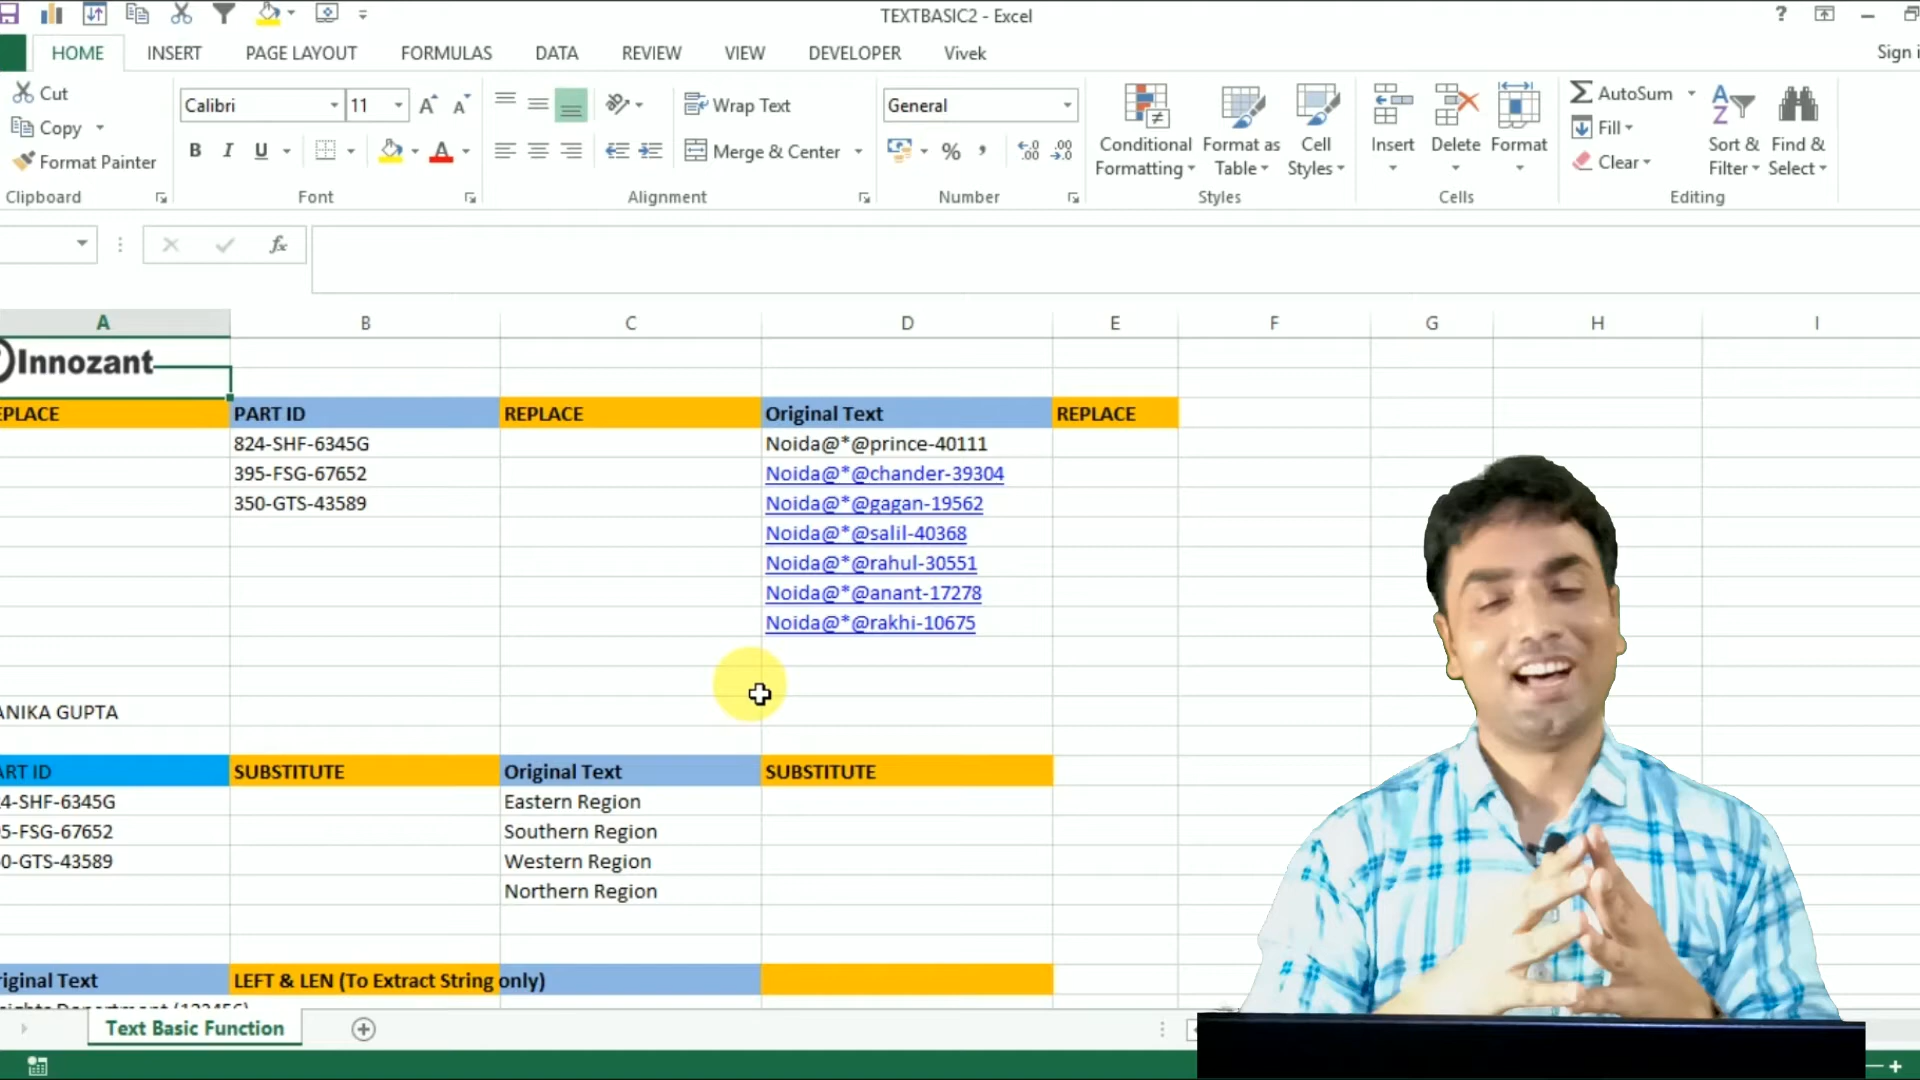 TEXTBASIC2 - Excel
?
HOME INSERT PAGE LAYOUT FORMULAS DATA REVIEW VIEW DEVELOPER Vivek
Sign i
Cut
Copy
Format Painter
Clipboard
Calibri 11
B I U
Font
Wrap Text
Merge & Center
Alignment
General
%
Number
Conditional Formatting
Format as Table
Cell Styles
Styles
Insert Delete Format
Cells
AutoSum
Fill
Clear
Sort & Filter
Find & Select
Editing
fx
A B C D E F G H I
Innozant
EPLACE PART ID REPLACE Original Text REPLACE
824-SHF-6345G Noida@*@prince-40111
395-FSG-67652 Noida@*@chander-39304
350-GTS-43589 Noida@*@gagan-19562
Noida@*@salil-40368
Noida@*@rahul-30551
Noida@*@anant-17278
Noida@*@rakhi-10675
ANIKA GUPTA
ART ID SUBSTITUTE Original Text SUBSTITUTE
4-SHF-6345G Eastern Region
5-FSG-67652 Southern Region
0-GTS-43589 Western Region
Northern Region
riginal Text LEFT & LEN (To Extract String only)
Text Basic Function